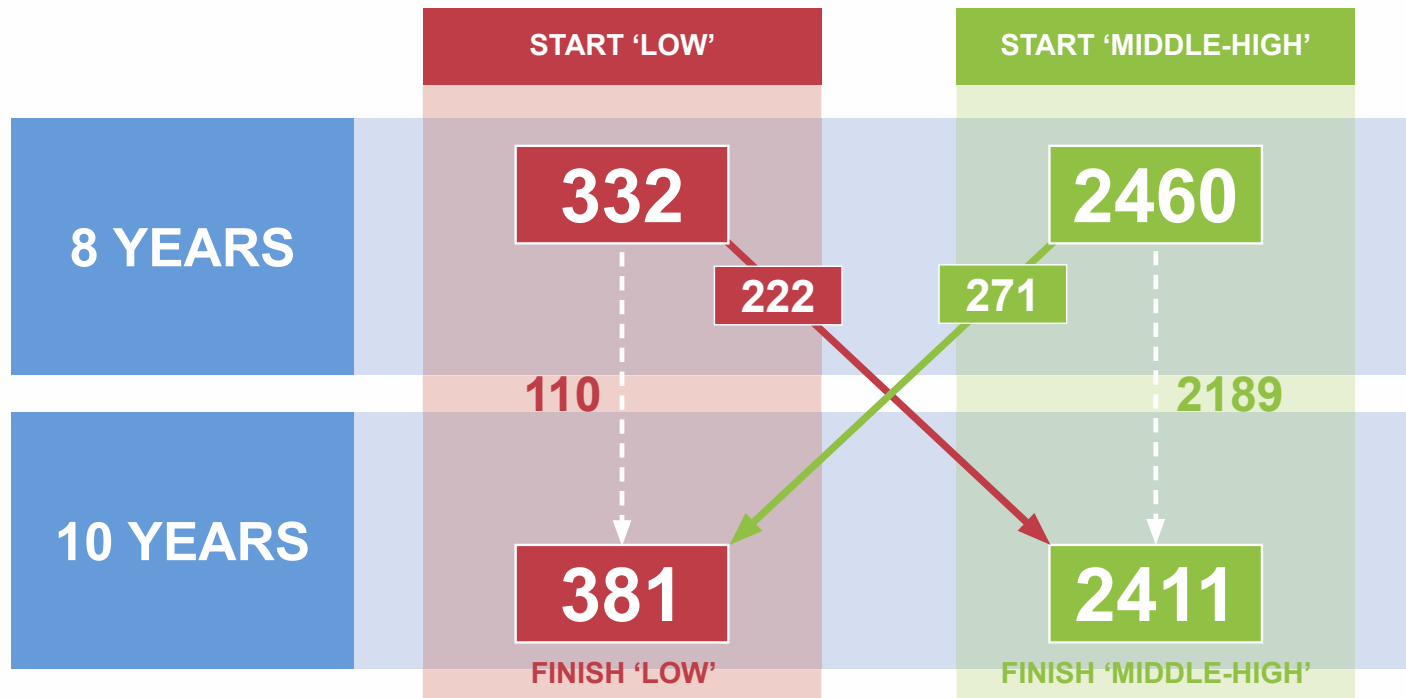 START ‘LOW’
START ‘MIDDLE-HIGH’
8 YEARS
332
2460
222
271
110
2189
10 YEARS
381
2411
FINISH ‘LOW’
FINISH ‘MIDDLE-HIGH’